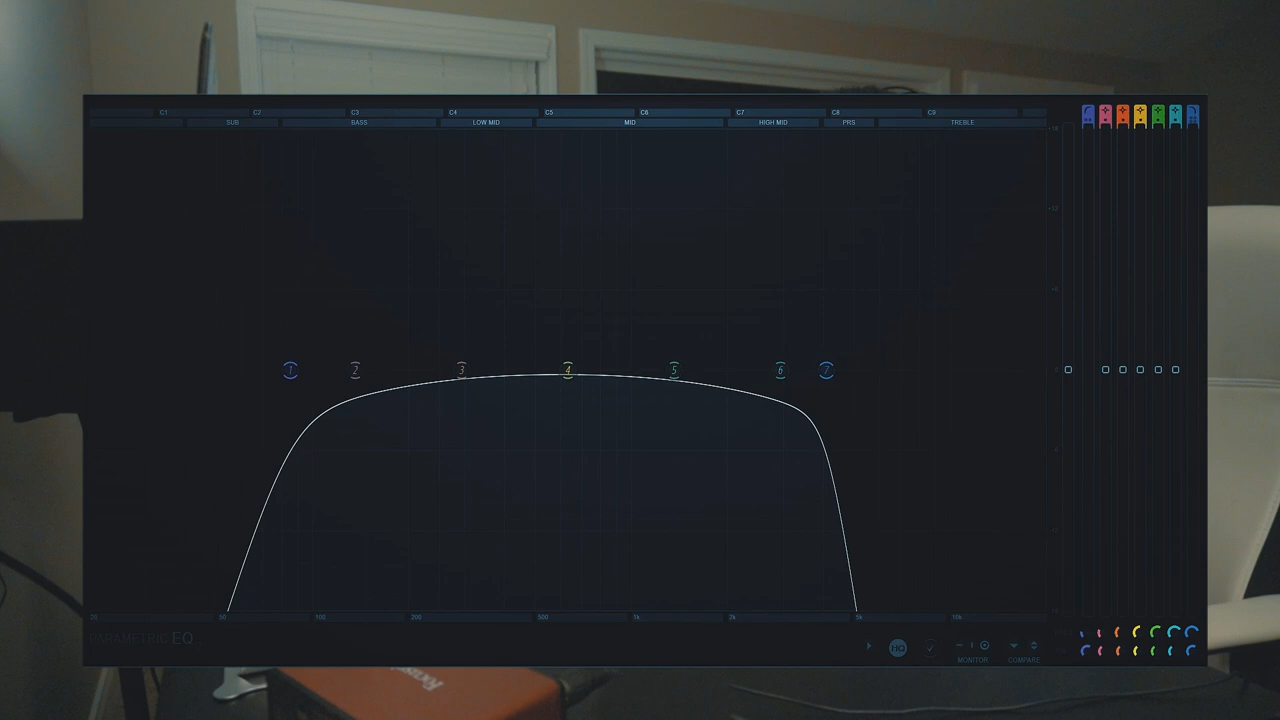 C1 C2 C3 C4 C5 C6 C7 C8 C9
SUB BASS LOW MID MID HIGH MID PRS TREBLE
1 2 3 4 5 6 7
20 50 100 200 500 1k 2k 5k 10k
PARAMETRIC EQ
HQ
MONITOR COMPARE